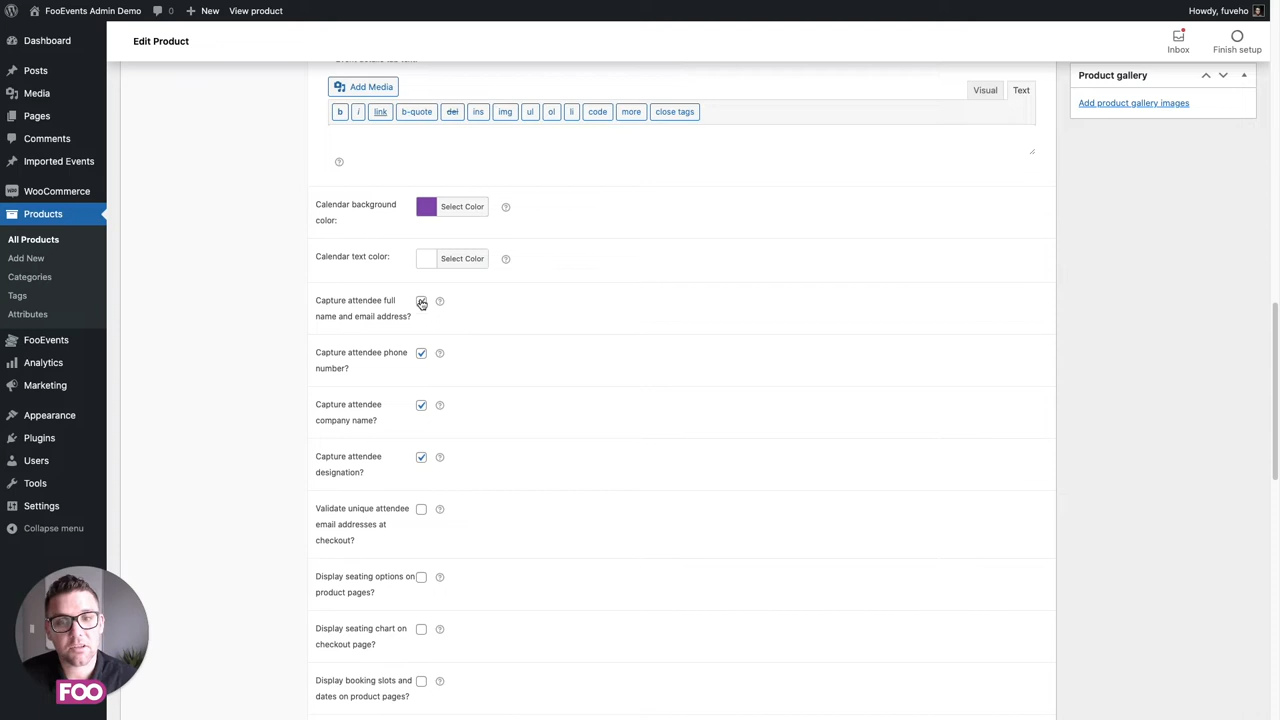 FooEvents Admin Demo
0
New
View product
Howdy, fuveho
Dashboard
Posts
Media
Pages
Comments
Imported Events
WooCommerce
Products
All Products
Add New
Categories
Tags
Attributes
FooEvents
Analytics
Marketing
Appearance
Plugins
Users
Tools
Settings
Collapse menu
Edit Product
Inbox
Finish setup
Add Media
Visual
Text
b
i
link
b-quote
del
ins
img
ul
ol
li
code
more
close tags
Calendar background
color:
Select Color
Calendar text color:
Select Color
Capture attendee full
name and email address?
Capture attendee phone
number?
Capture attendee
company name?
Capture attendee
designation?
Validate unique attendee
email addresses at
checkout?
Display seating options on
product pages?
Display seating chart on
checkout page?
Display booking slots and
dates on product pages?
Product gallery
Add product gallery images
FOO